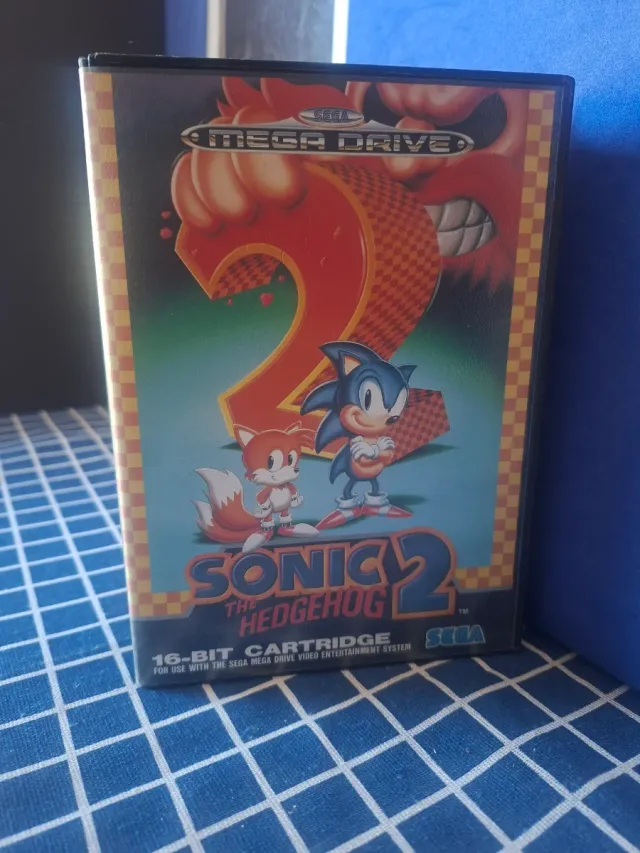 SEGA
MEGA DRIVE
2
SONIC
THE
HEDGEHOG 2 ™
16-BIT CARTRIDGE
FOR USE WITH THE SEGA MEGA DRIVE VIDEO ENTERTAINMENT SYSTEM
SEGA